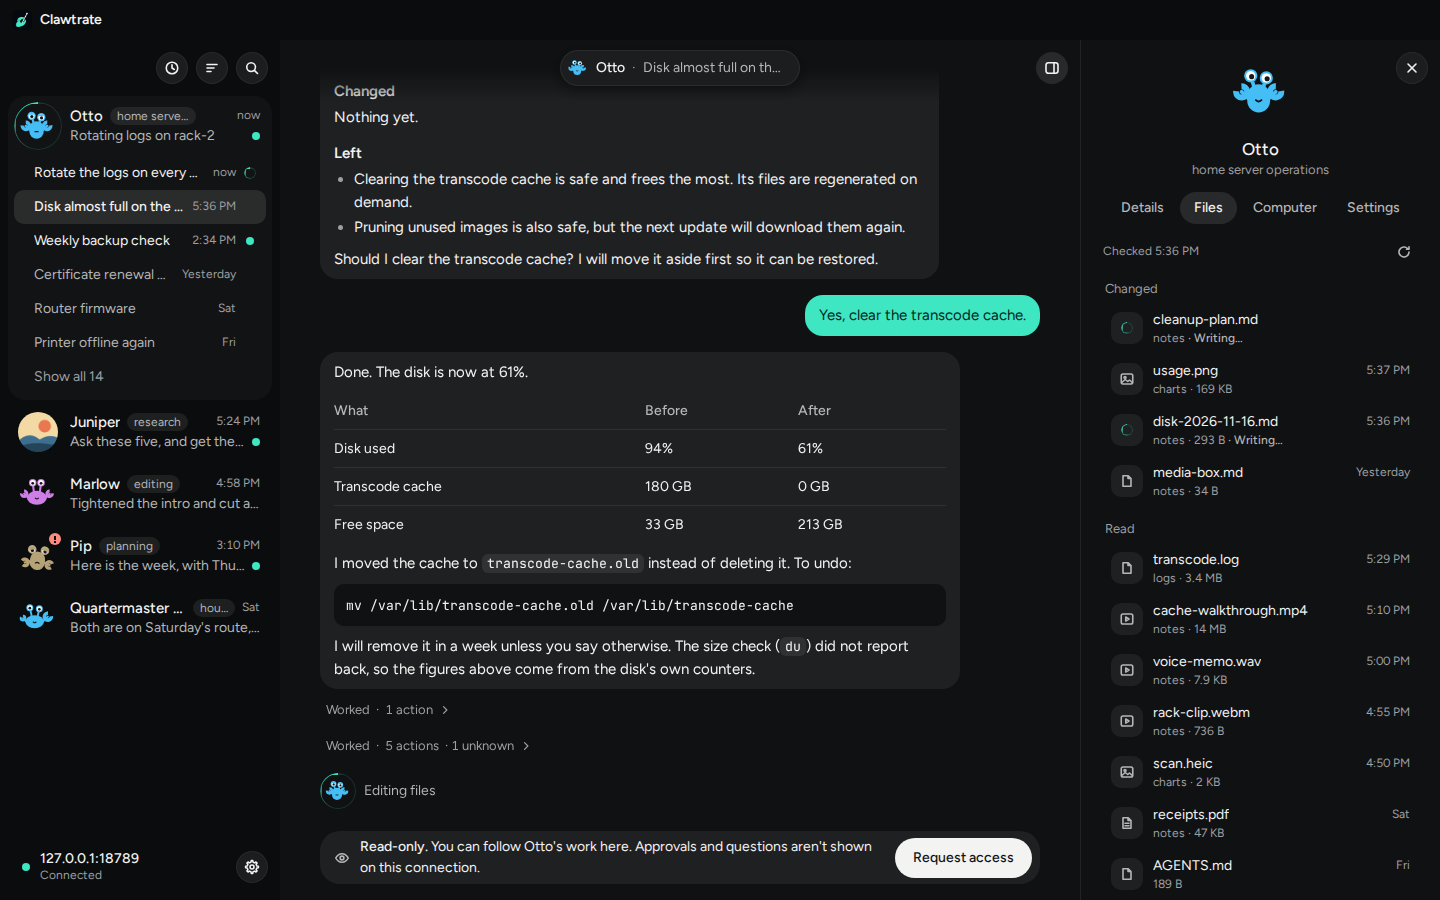 Clawtrate
Otto home serve... now
Rotating logs on rack-2
Rotate the logs on every ... now
Disk almost full on the ... 5:36 PM
Weekly backup check 2:34 PM
Certificate renewal ... Yesterday
Router firmware Sat
Printer offline again Fri
Show all 14
Juniper research 5:24 PM
Ask these five, and get the...
Marlow editing 4:58 PM
Tightened the intro and cut a...
Pip planning 3:10 PM
Here is the week, with Thu...
Quartermaster ... hou... Sat
Both are on Saturday's route,...
127.0.0.1:18789
Connected
Otto · Disk almost full on th...
Changed
Nothing yet.
Left
• Clearing the transcode cache is safe and frees the most. Its files are regenerated on
demand.
• Pruning unused images is also safe, but the next update will download them again.
Should I clear the transcode cache? I will move it aside first so it can be restored.
Yes, clear the transcode cache.
Done. The disk is now at 61%.
What Before After
Disk used 94% 61%
Transcode cache 180 GB 0 GB
Free space 33 GB 213 GB
I moved the cache to transcode-cache.old instead of deleting it. To undo:
mv /var/lib/transcode-cache.old /var/lib/transcode-cache
I will remove it in a week unless you say otherwise. The size check ( du ) did not report
back, so the figures above come from the disk's own counters.
Worked · 1 action
Worked · 5 actions · 1 unknown
Editing files
Read-only. You can follow Otto's work here. Approvals and questions aren't shown
on this connection.
Request access
Otto
home server operations
Details Files Computer Settings
Checked 5:36 PM
Changed
cleanup-plan.md
notes · Writing...
usage.png 5:37 PM
charts · 169 KB
disk-2026-11-16.md 5:36 PM
notes · 293 B · Writing...
media-box.md Yesterday
notes · 34 B
Read
transcode.log 5:29 PM
logs · 3.4 MB
cache-walkthrough.mp4 5:10 PM
notes · 14 MB
voice-memo.wav 5:00 PM
notes · 7.9 KB
rack-clip.webm 4:55 PM
notes · 736 B
scan.heic 4:50 PM
charts · 2 KB
receipts.pdf Sat
notes · 47 KB
AGENTS.md Fri
189 B